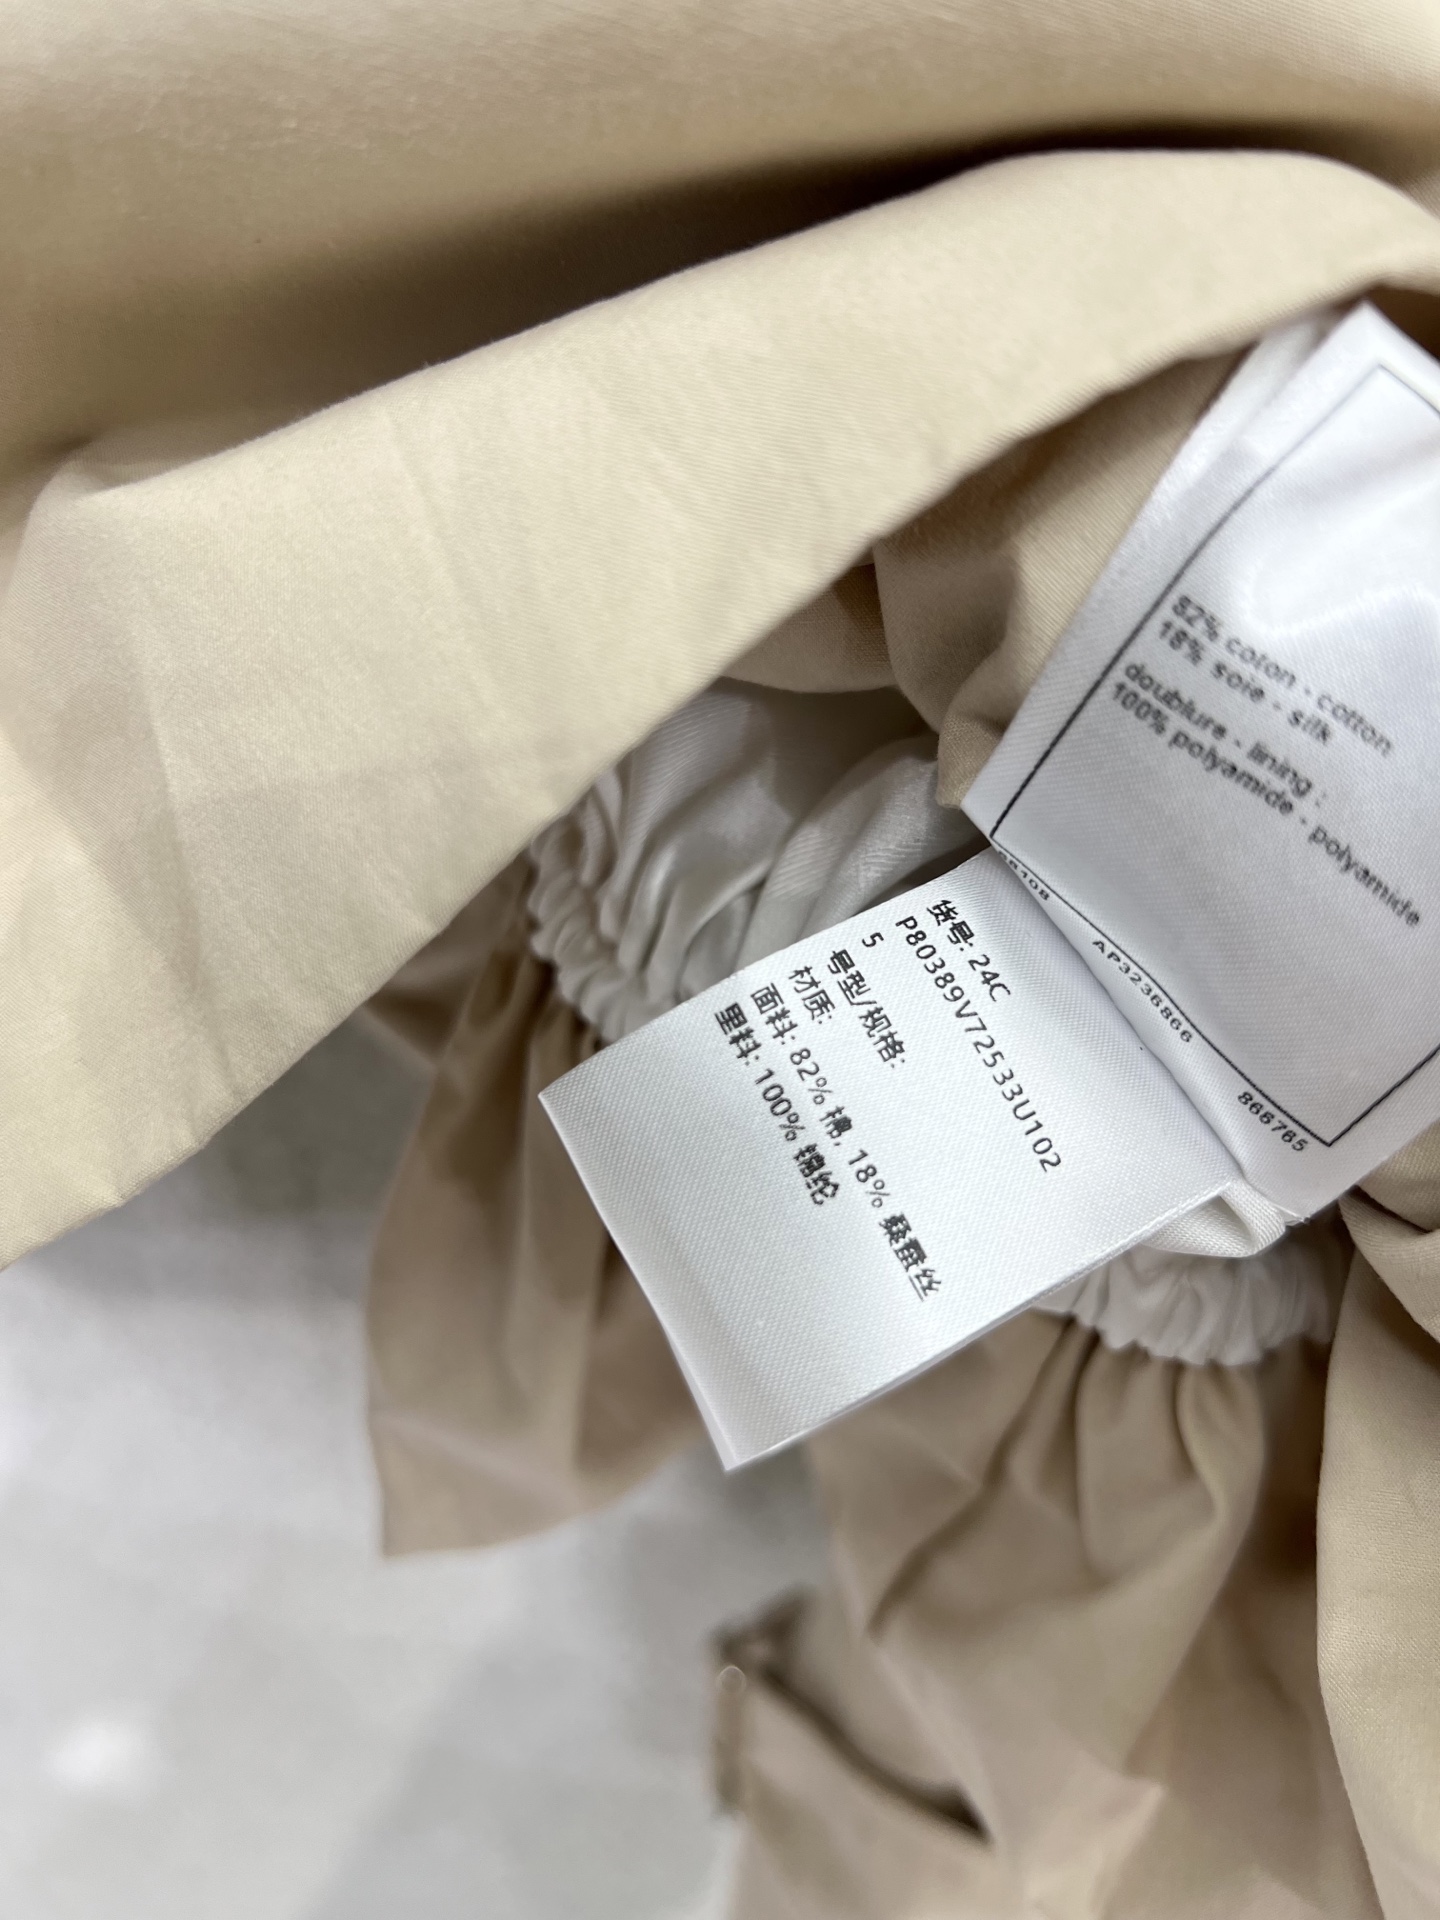 82% coton - cotton
18% soie - silk
doublure - lining :
100% polyamide - polyamide
AP3236866
866765
货号: 24C
P80389V72533U102
5
号型/规格:
材质:
面料: 82% 棉, 18% 桑蚕丝
里料: 100% 锦纶